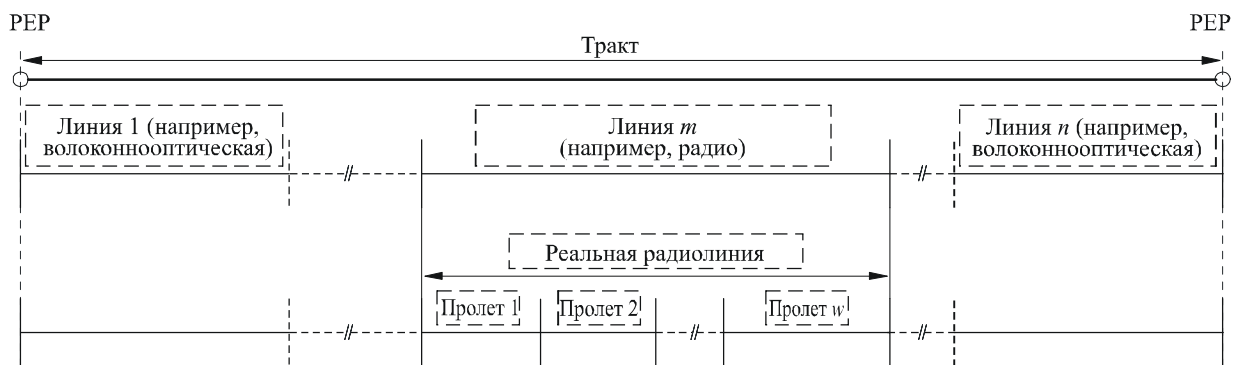 PEP
PEP
Тракт
Линия 1 (например,
волоконнооптическая)
Линия m
(например, радио)
Линия n (например,
волоконнооптическая)
Реальная радиолиния
Пролет 1
Пролет 2
Пролет w